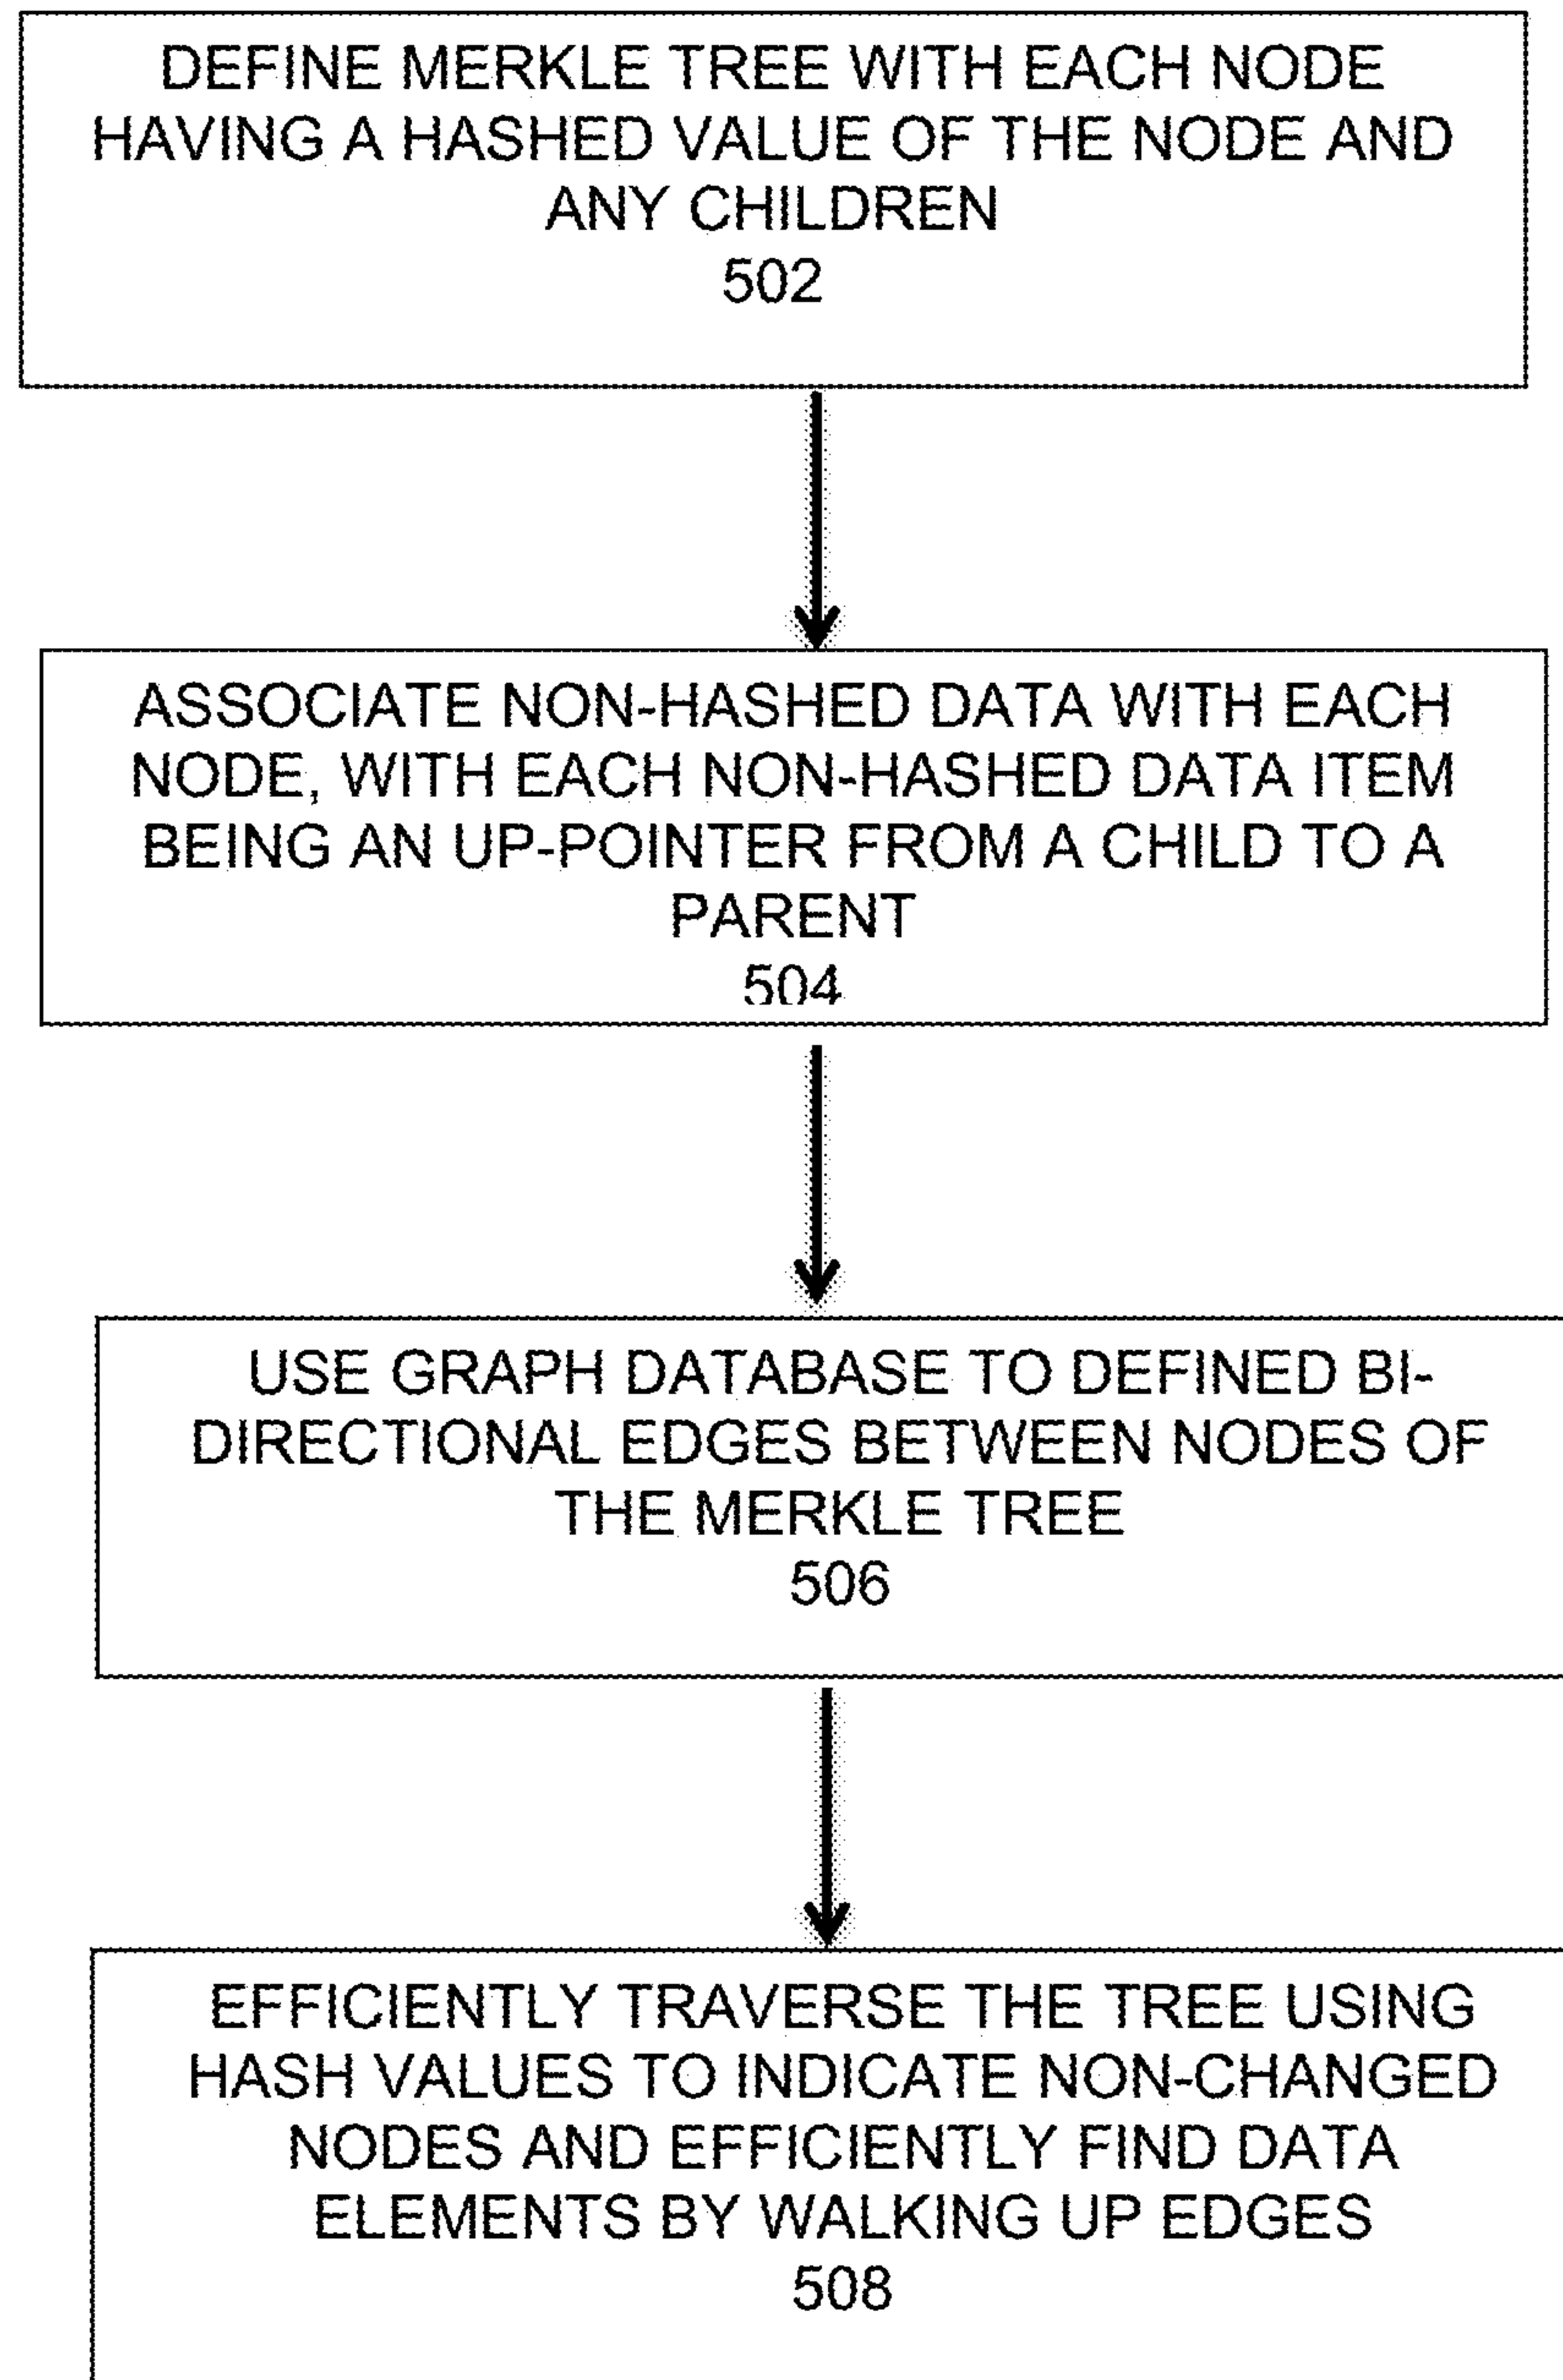 DEFINE MERKLE TREE WITH EACH NODE
HAVING A HASHED VALUE OF THE NODE AND
ANY CHILDREN
502
ASSOCIATE NON-HASHED DATA WITH EACH
NODE, WITH EACH NON-HASHED DATA ITEM
BEING AN UP-POINTER FROM A CHILD TO A
PARENT
504
USE GRAPH DATABASE TO DEFINED BI-
DIRECTIONAL EDGES BETWEEN NODES OF
THE MERKLE TREE
506
EFFICIENTLY TRAVERSE THE TREE USING
HASH VALUES TO INDICATE NON-CHANGED
NODES AND EFFICIENTLY FIND DATA
ELEMENTS BY WALKING UP EDGES
508